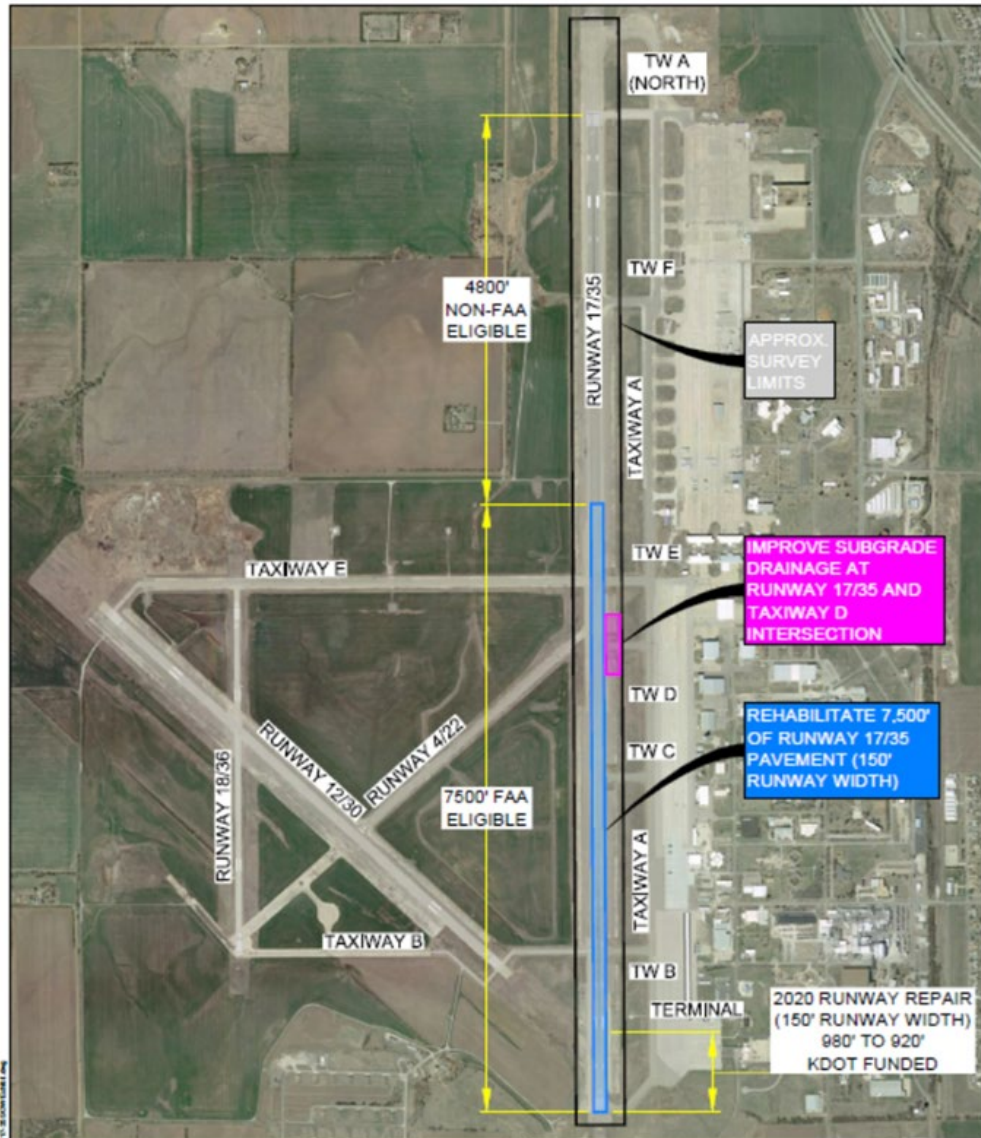 TW A
(NORTH)
4800'
NON-FAA
ELIGIBLE
RUNWAY 17/35
TW F
APPROX.
SURVEY
LIMITS
TAXIWAY A
TW E
TAXIWAY E
IMPROVE SUBGRADE
DRAINAGE AT
RUNWAY 17/35 AND
TAXIWAY D
INTERSECTION
TW D
RUNWAY 4/22
RUNWAY 12/30
RUNWAY 18/36
TW C
REHABILITATE 7,500'
OF RUNWAY 17/35
PAVEMENT (150'
RUNWAY WIDTH)
7500' FAA
ELIGIBLE
TAXIWAY A
TAXIWAY B
TW B
TERMINAL
2020 RUNWAY REPAIR
(150' RUNWAY WIDTH)
980' TO 920'
KDOT FUNDED